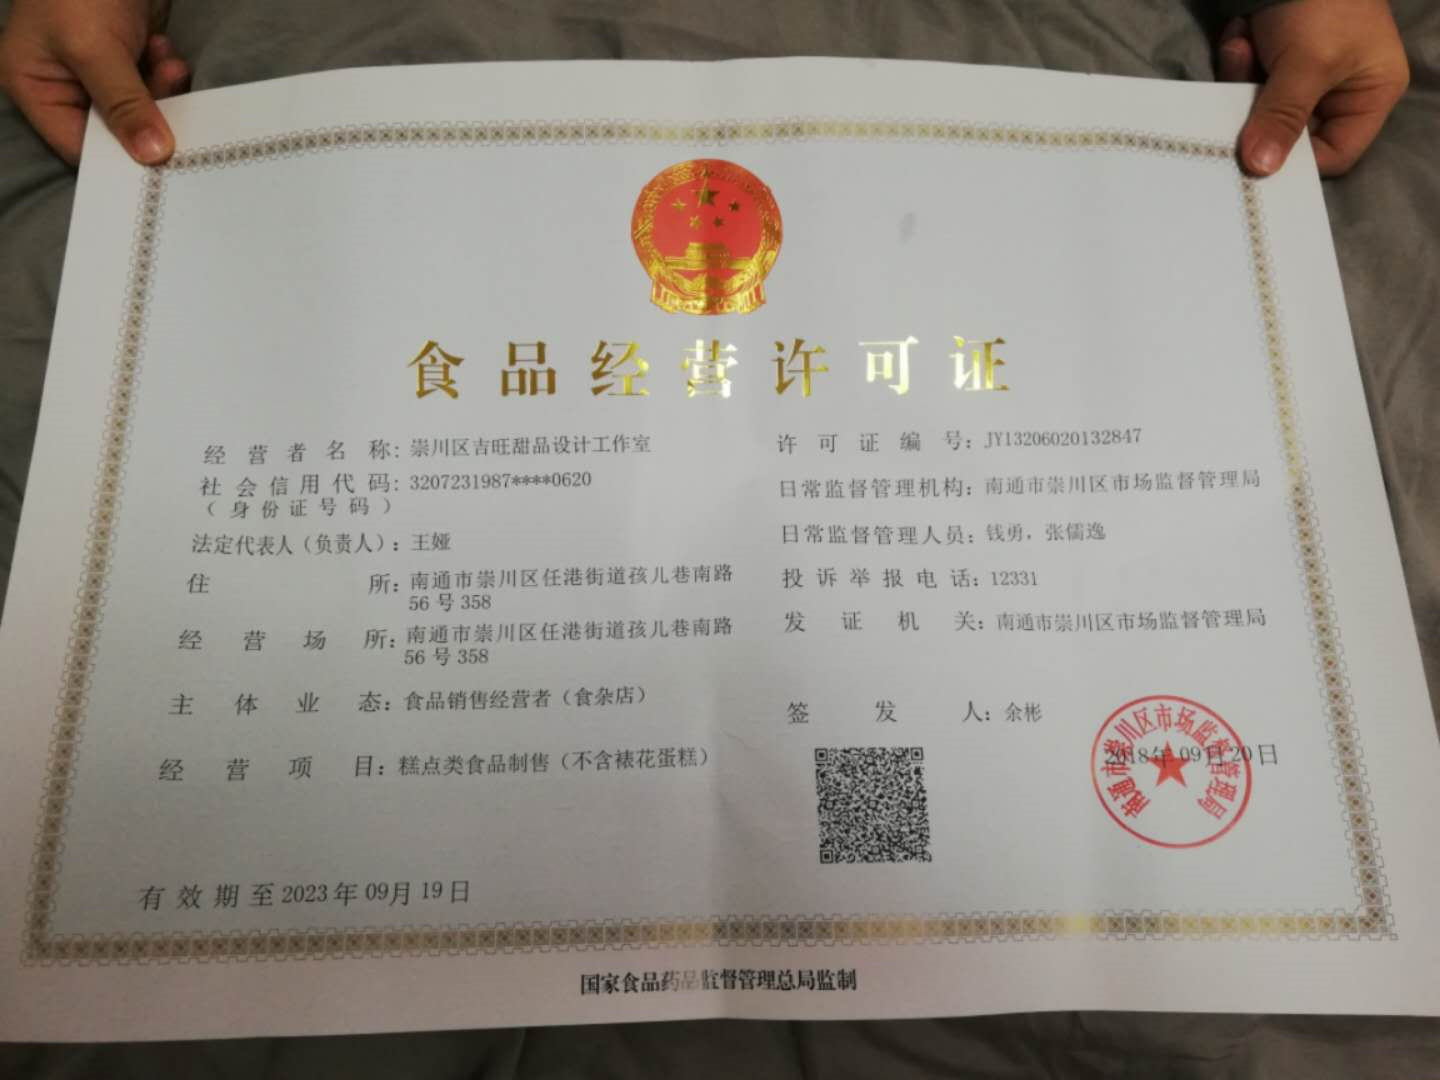 食品经营许可证
经营者名称：崇川区吉旺甜品设计工作室
社会信用代码：3207231987****0620
（身份证号码）
法定代表人（负责人）：王娅
住所：南通市崇川区任港街道孩儿巷南路
56号358
经营场所：南通市崇川区任港街道孩儿巷南路
56号358
主体业态：食品销售经营者（食杂店）
经营项目：糕点类食品制售（不含裱花蛋糕）
有效期至2023年09月19日
许可证编号：JY13206020132847
日常监督管理机构：南通市崇川区市场监督管理局
日常监督管理人员：钱勇，张儒逸
投诉举报电话：12331
发证机关：南通市崇川区市场监督管理局
签发人：余彬
2018年09月20日
南通市崇川区市场监督管理局
国家食品药品监督管理总局监制